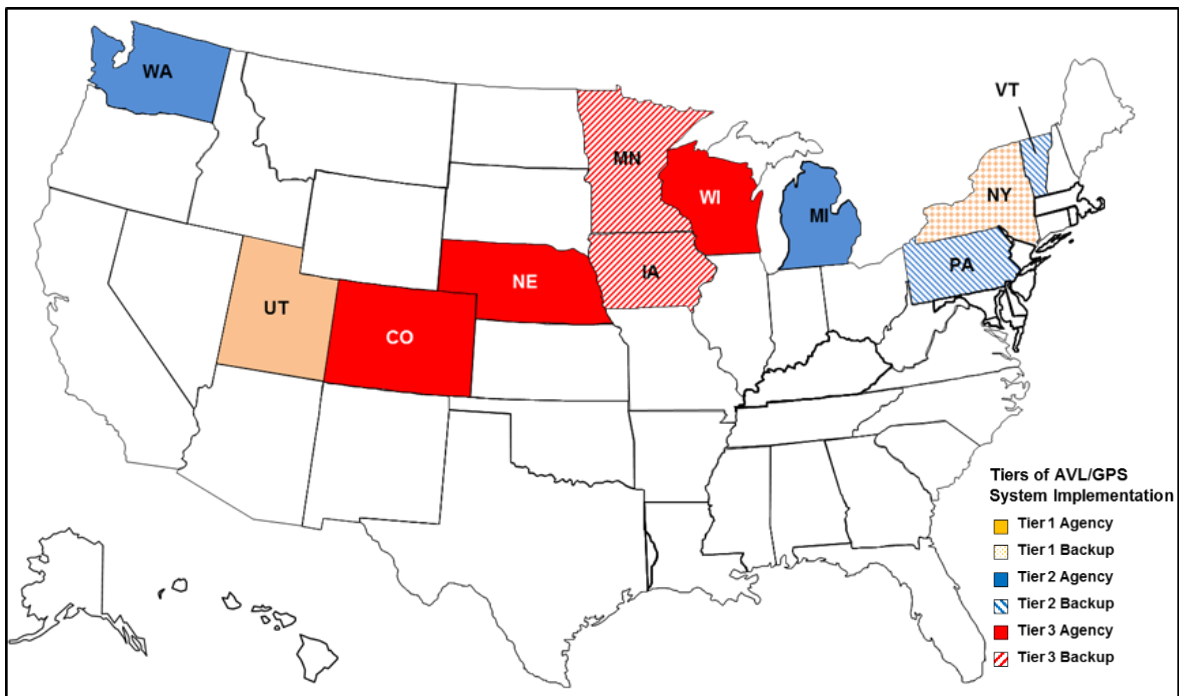 WA
VT
MN
WI
NY
MI
IA
PA
NE
UT
CO
Tiers of AVL/GPS
System Implementation
Tier 1 Agency
Tier 1 Backup
Tier 2 Agency
Tier 2 Backup
Tier 3 Agency
Tier 3 Backup